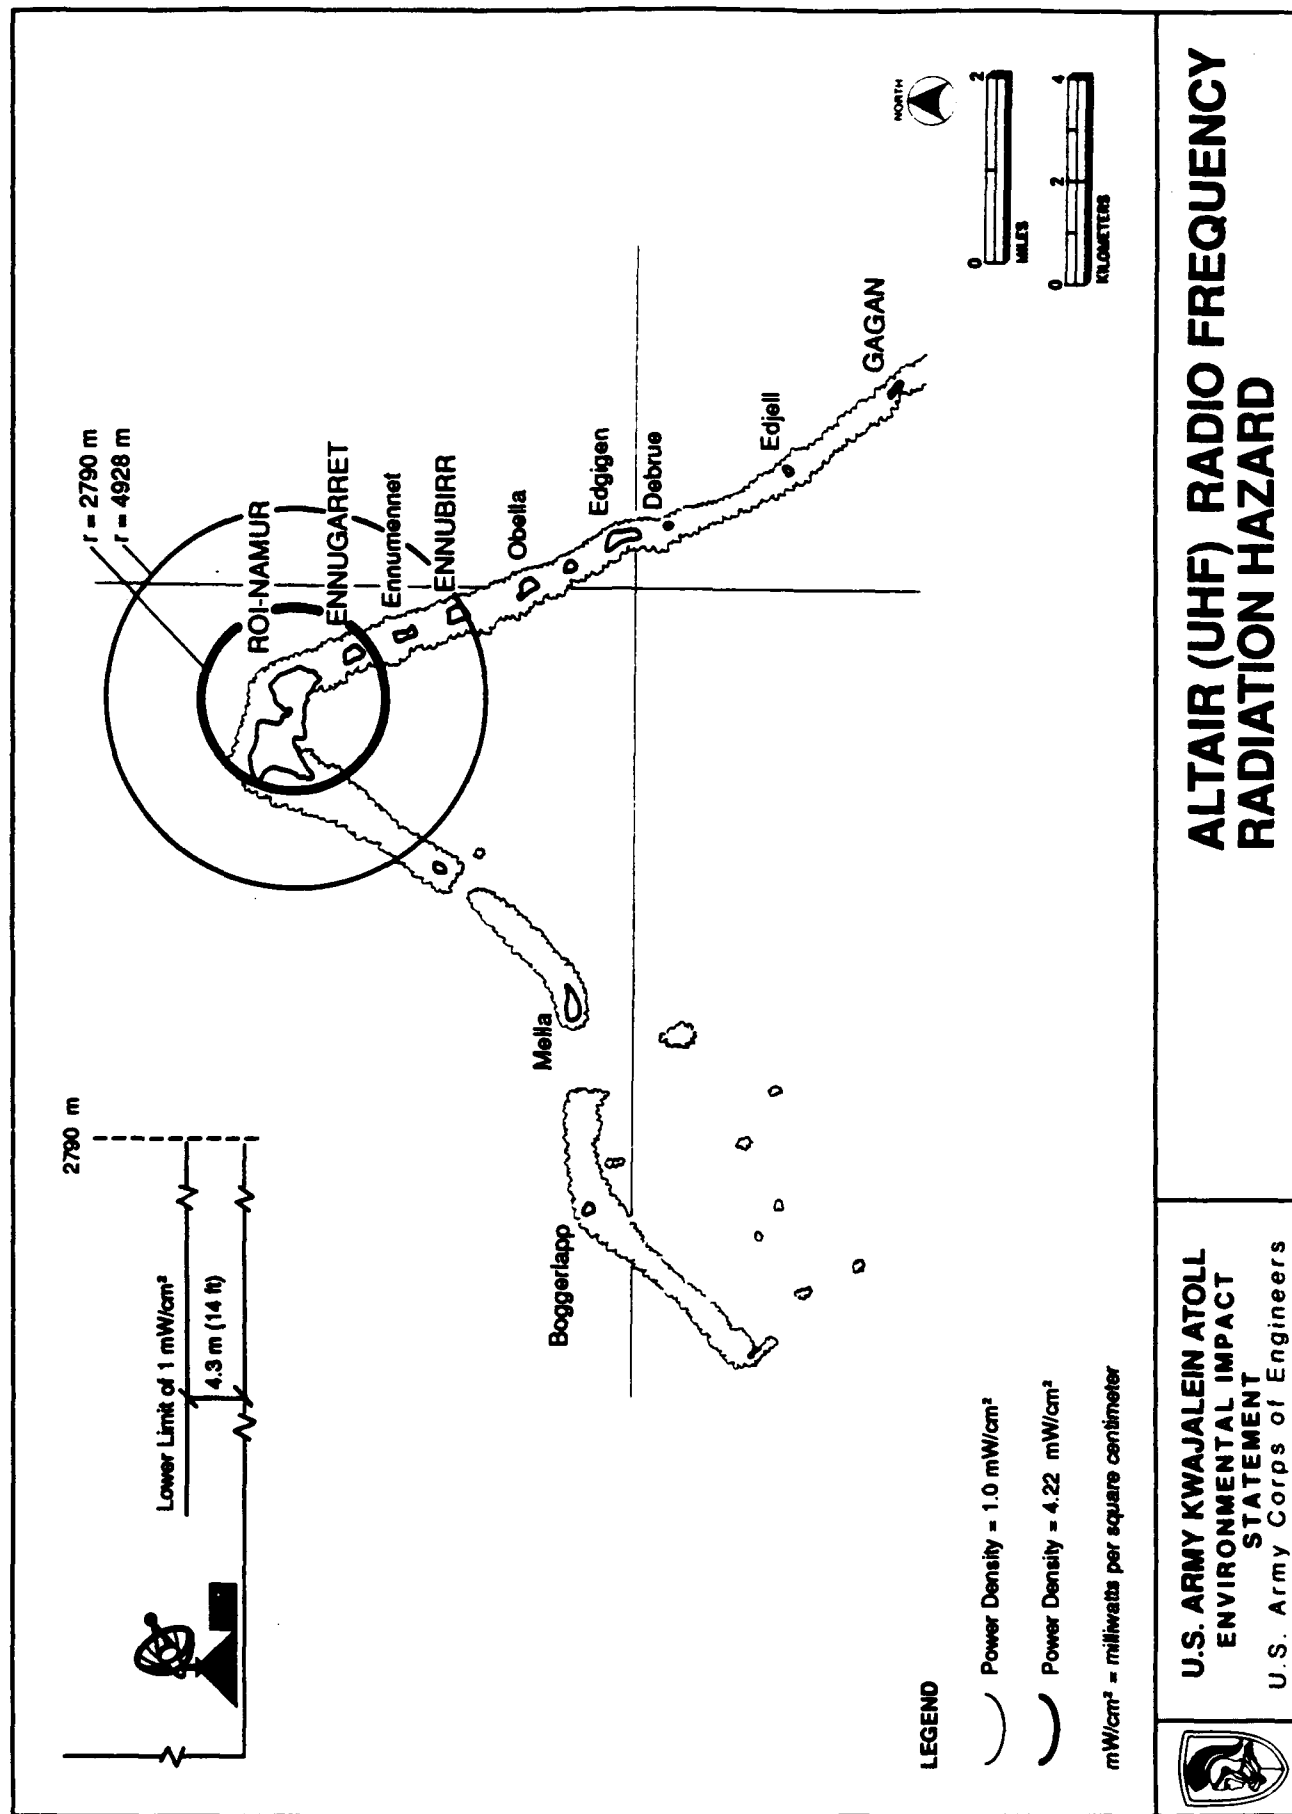 2790 m
Lower Limit of 1 mW/cm²
4.3 m (14 ft)
r = 2790 m
r = 4928 m
ROI-NAMUR
ENNUGARRET
Ennumennet
ENNUBIRR
Obella
Edgigen
Debrue
Edjell
GAGAN
Mella
Boggerlapp
NORTH
0 2
MILES
0 2 4
KILOMETERS
LEGEND
Power Density = 1.0 mW/cm²
Power Density = 4.22 mW/cm²
mW/cm² = milliwatts per square centimeter
U.S. ARMY KWAJALEIN ATOLL
ENVIRONMENTAL IMPACT
STATEMENT
U.S. Army Corps of Engineers
ALTAIR (UHF) RADIO FREQUENCY
RADIATION HAZARD